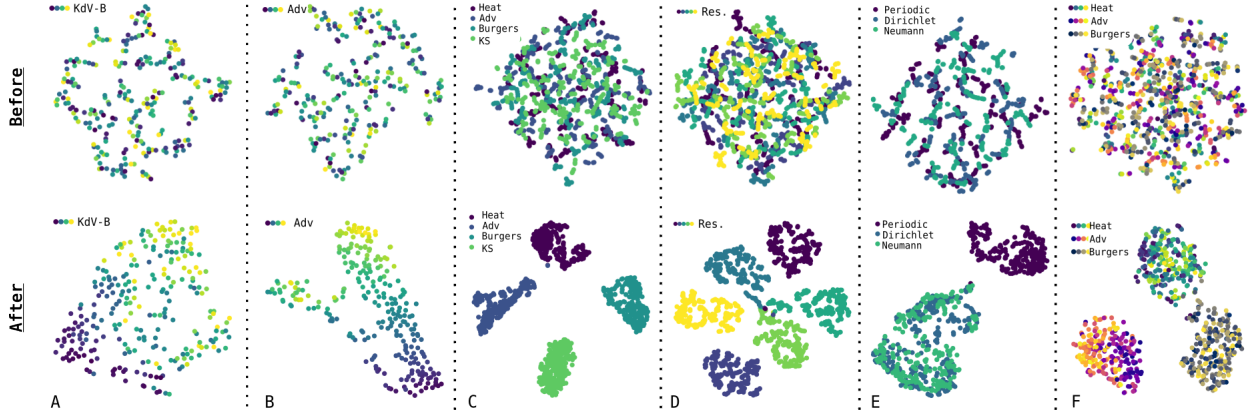 Before
KdV-B
Adv
Heat
Adv
Burgers
KS
Res.
Periodic
Dirichlet
Neumann
Heat
Adv
Burgers
After
KdV-B
Adv
Heat
Adv
Burgers
KS
Res.
Periodic
Dirichlet
Neumann
Heat
Adv
Burgers
A
B
C
D
E
F